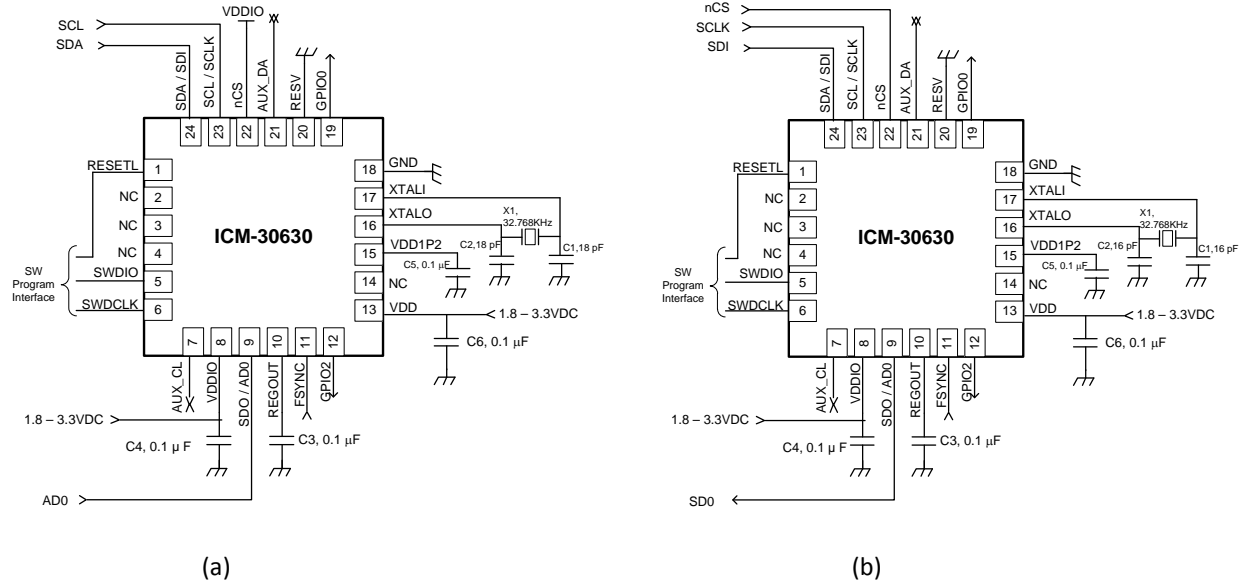 SCL
SDA
VDDIO
SDA / SDI
SCL / SCLK
nCS
AUX_DA
RESV
GPIO0
24
23
22
21
20
19
RESETL
1
NC
2
NC
3
NC
4
SWDIO
5
SWDCLK
6
SW
Program
Interface
ICM-30630
18
GND
17
XTALI
16
XTALO
15
VDD1P2
14
NC
13
VDD
X1,
32.768KHz
C2,18 pF
C1,18 pF
C5, 0.1 µF
1.8 – 3.3VDC
C6, 0.1 µF
7
8
9
10
11
12
AUX_CL
VDDIO
SDO / AD0
REGOUT
FSYNC
GPIO2
1.8 – 3.3VDC
C4, 0.1 µ F
C3, 0.1 µF
AD0
(a)
nCS
SCLK
SDI
SDA / SDI
SCL / SCLK
nCS
AUX_DA
RESV
GPIO0
24
23
22
21
20
19
RESETL
1
NC
2
NC
3
NC
4
SWDIO
5
SWDCLK
6
SW
Program
Interface
ICM-30630
18
GND
17
XTALI
16
XTALO
15
VDD1P2
14
NC
13
VDD
X1,
32.768KHz
C2,16 pF
C1,16 pF
C5, 0.1 µF
1.8 – 3.3VDC
C6, 0.1 µF
7
8
9
10
11
12
AUX_CL
VDDIO
SDO / AD0
REGOUT
FSYNC
GPIO2
1.8 – 3.3VDC
C4, 0.1 µ F
C3, 0.1 µF
SD0
(b)